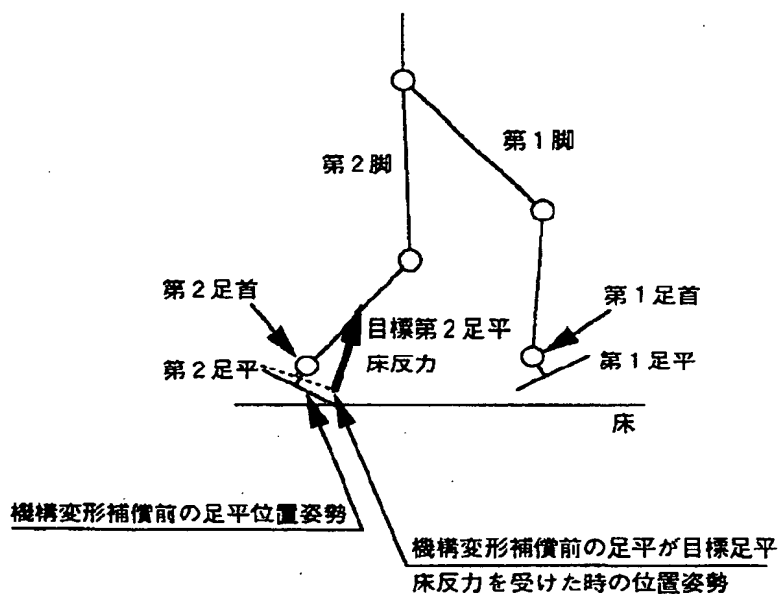 第2脚
第1脚
第2足首
第1足首
目標第2足平
床反力
第2足平
第1足平
床
機構変形補償前の足平位置姿勢
機構変形補償前の足平が目標足平
床反力を受けた時の位置姿勢